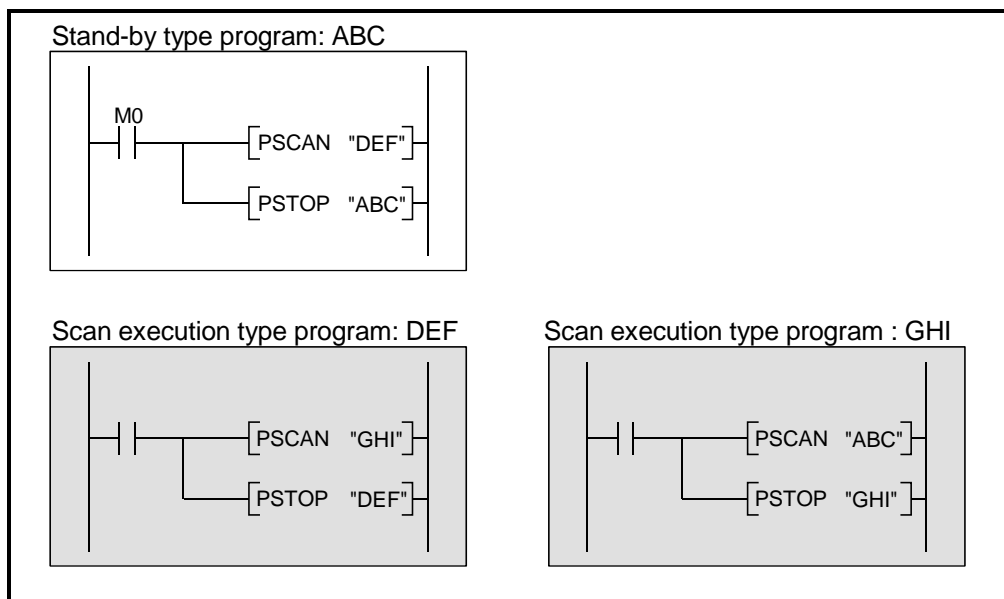 Stand-by type program: ABC
M0
PSCAN "DEF"
PSTOP "ABC"
Scan execution type program: DEF
PSCAN "GHI"
PSTOP "DEF"
Scan execution type program : GHI
PSCAN "ABC"
PSTOP "GHI"